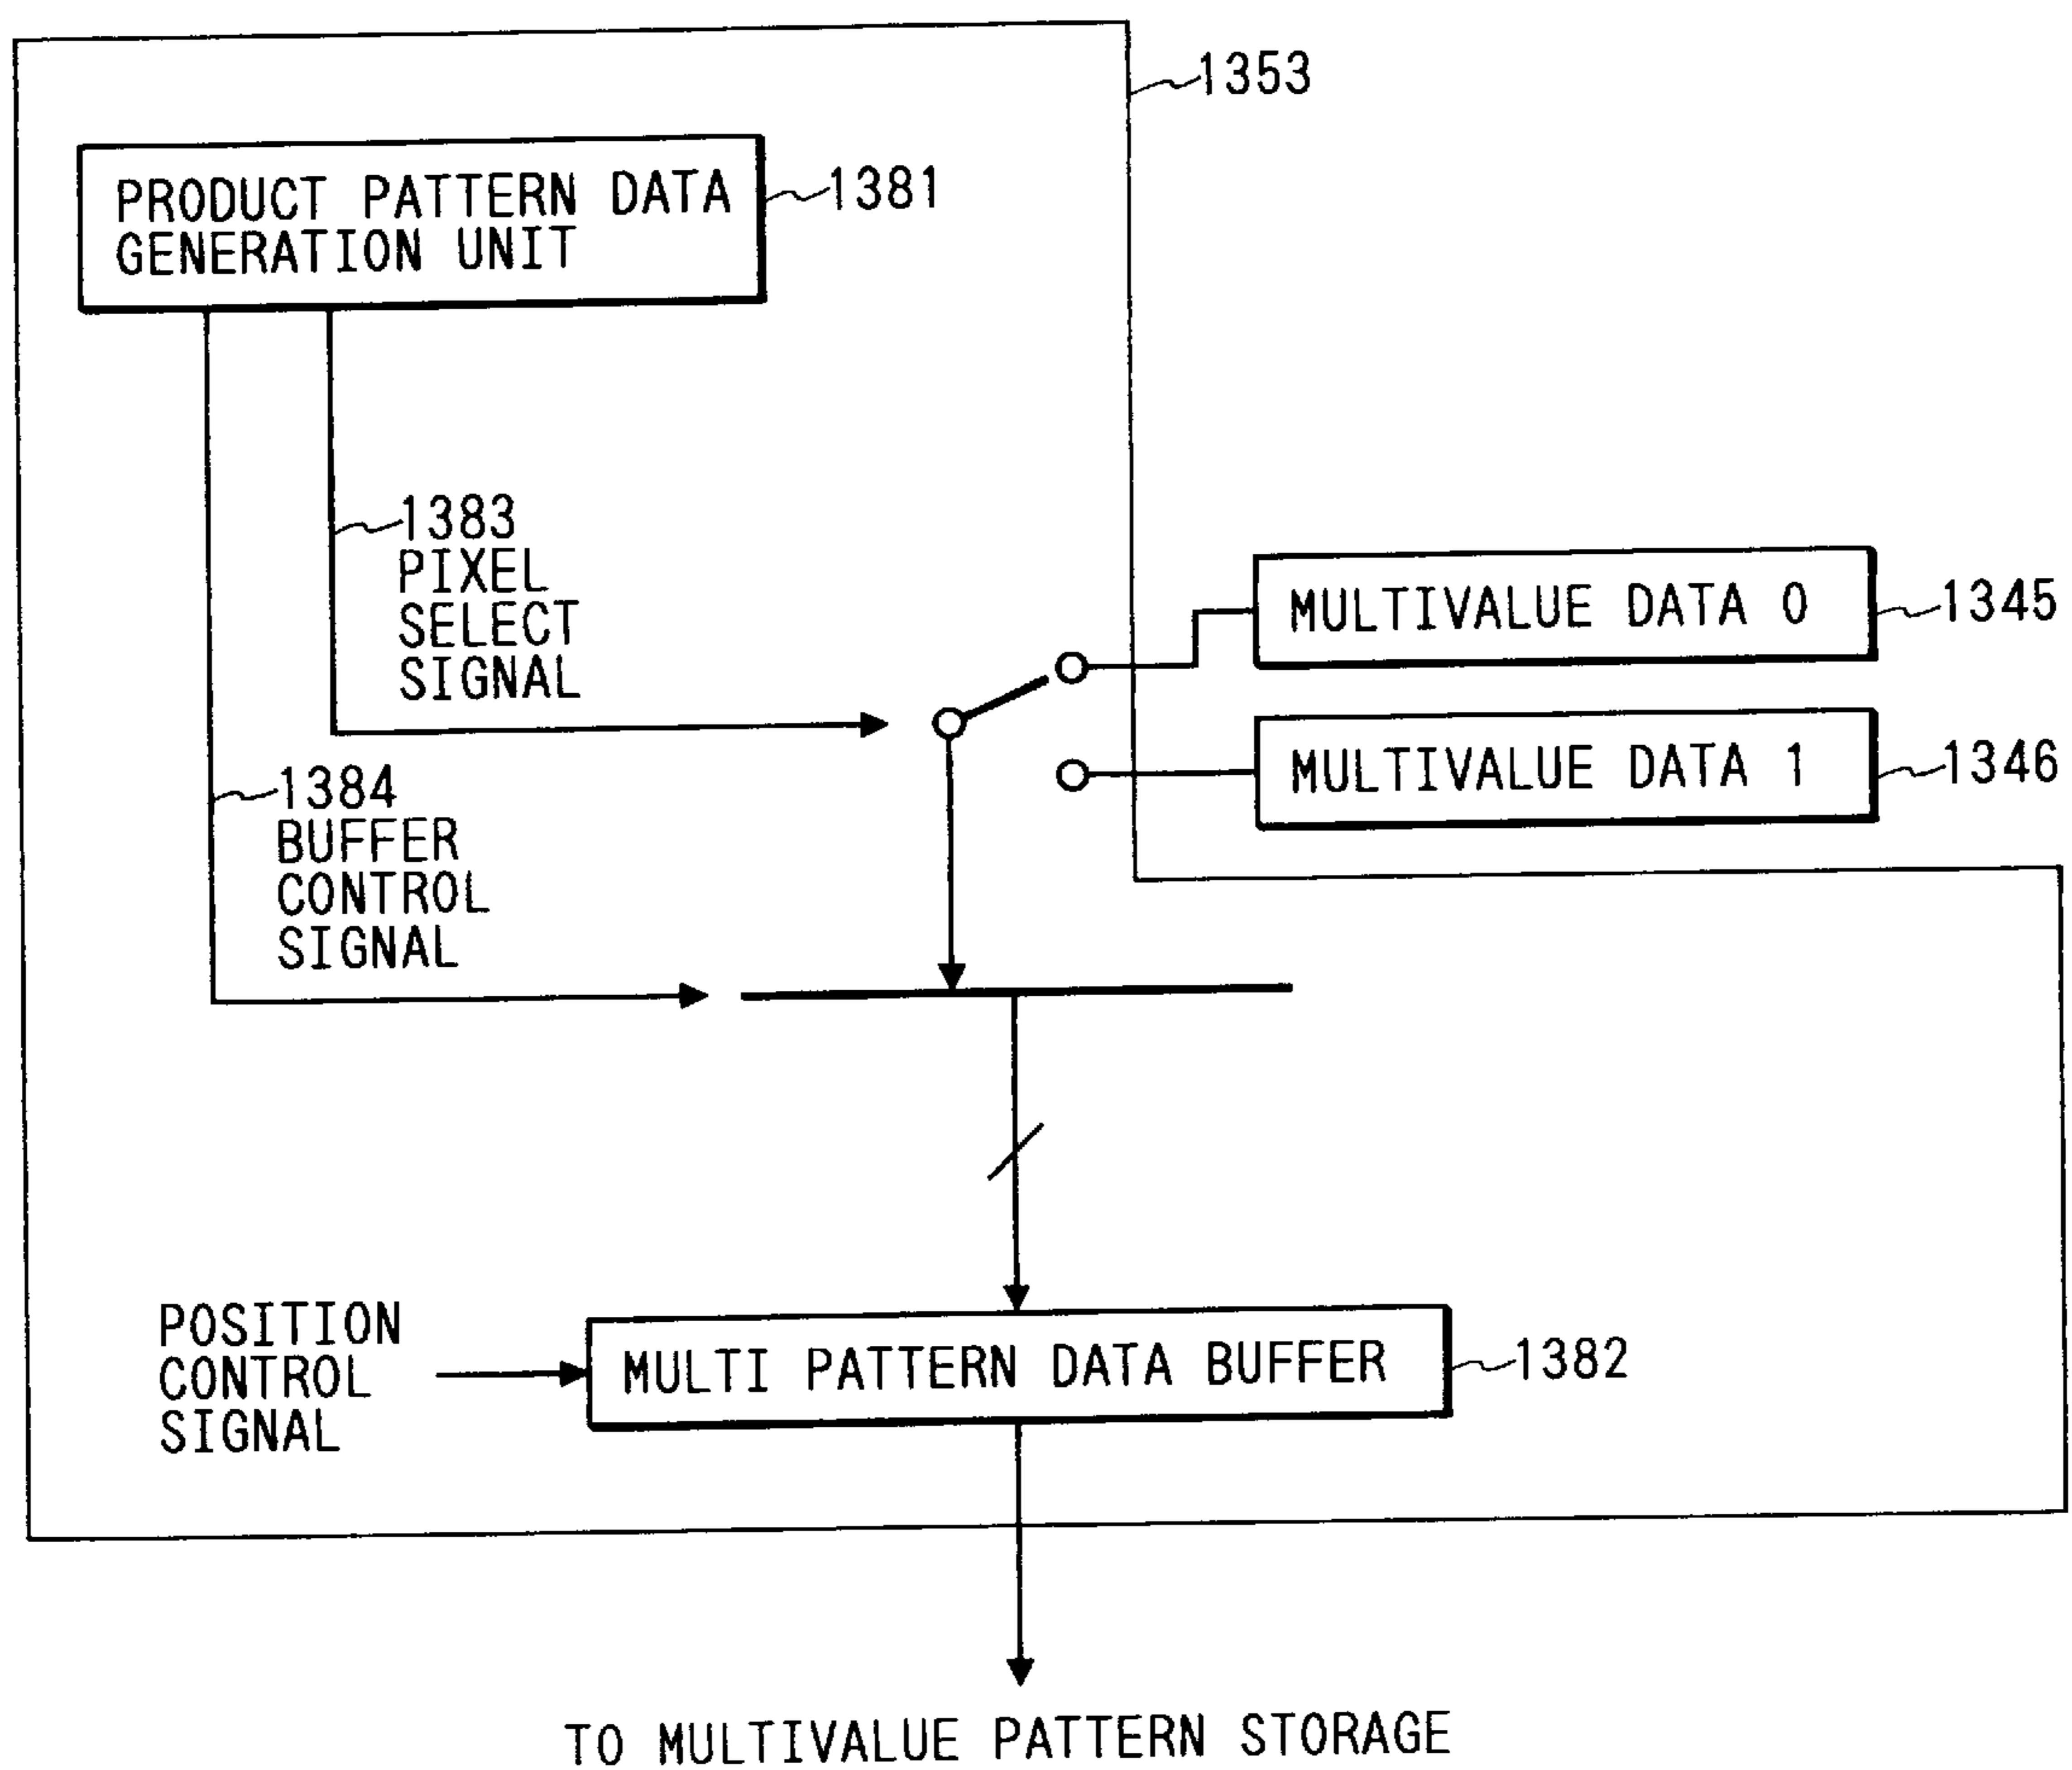 1353
PRODUCT PATTERN DATA
GENERATION UNIT
1381
1383
PIXEL
SELECT
SIGNAL
MULTIVALUE DATA 0
1345
MULTIVALUE DATA 1
1346
1384
BUFFER
CONTROL
SIGNAL
POSITION
CONTROL
SIGNAL
MULTI PATTERN DATA BUFFER
1382
TO MULTIVALUE PATTERN STORAGE